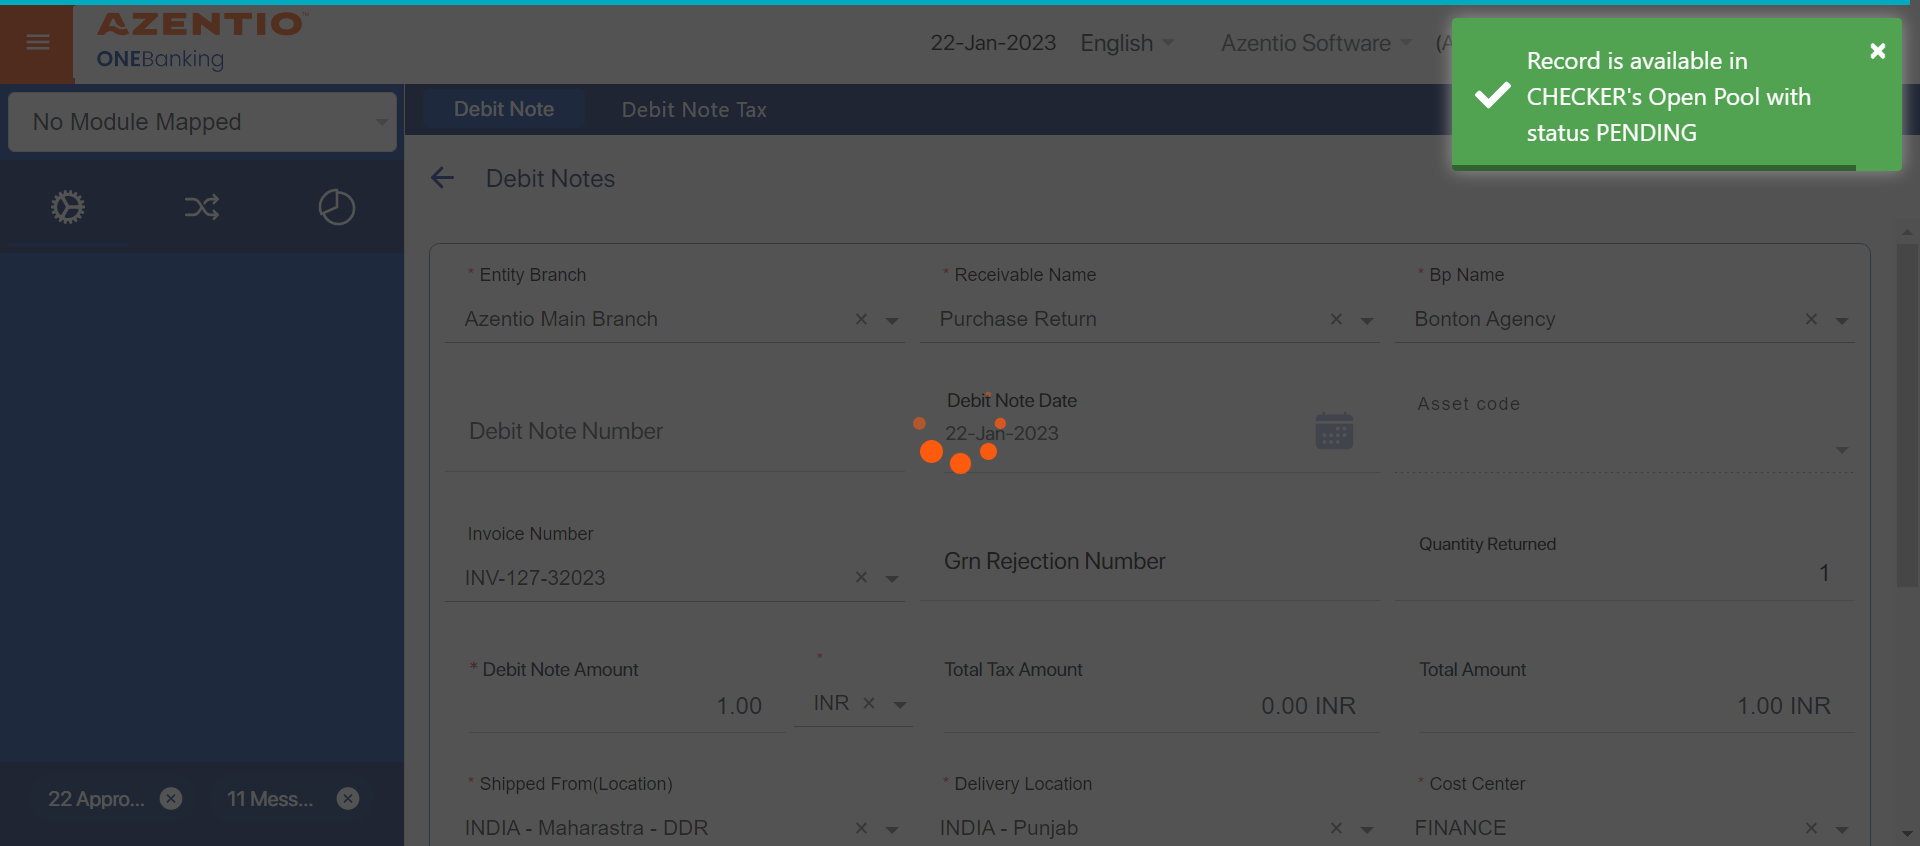 AZENTIO™
ONEBanking
22-Jan-2023
English
Azentio Software
(A
Record is available in
CHECKER's Open Pool with
status PENDING
No Module Mapped
Debit Note
Debit Note Tax
Debit Notes
* Entity Branch
Azentio Main Branch
* Receivable Name
Purchase Return
* Bp Name
Bonton Agency
Debit Note Number
Debit Note Date
22-Jan-2023
Asset code
Invoice Number
INV-127-32023
Grn Rejection Number
Quantity Returned
1
* Debit Note Amount
1.00
*
INR
Total Tax Amount
0.00 INR
Total Amount
1.00 INR
* Shipped From(Location)
INDIA - Maharastra - DDR
* Delivery Location
INDIA - Punjab
* Cost Center
FINANCE
22 Appro...
11 Mess...